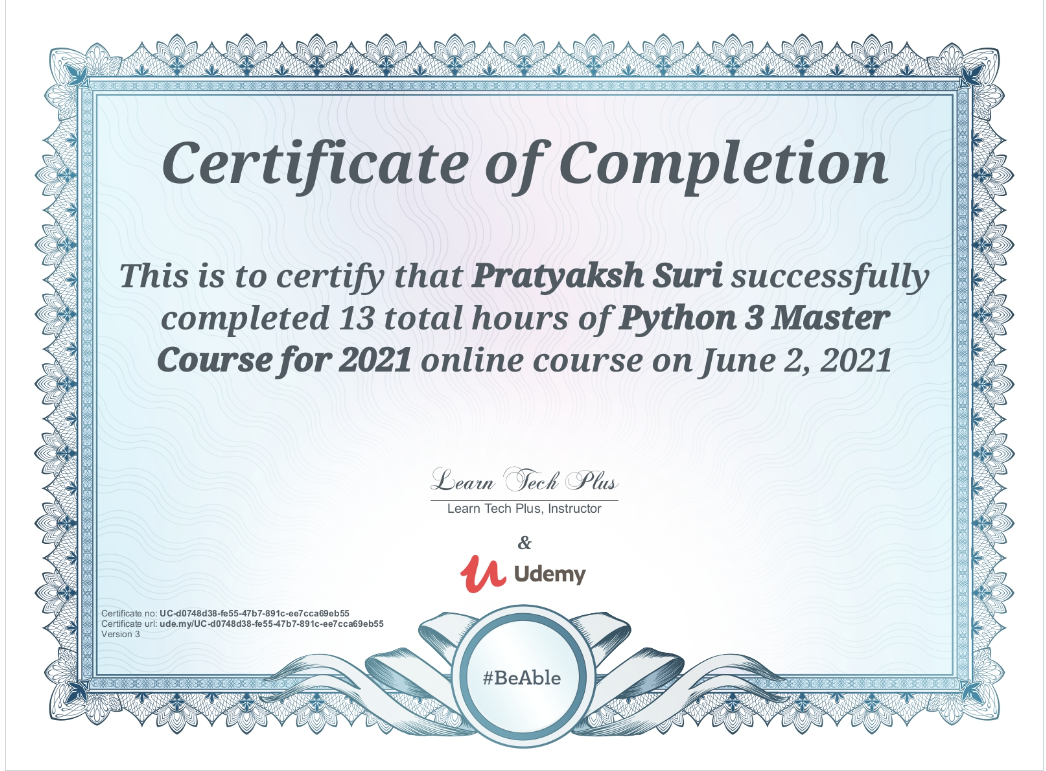 Certificate of Completion
This is to certify that Pratyaksh Suri successfully
completed 13 total hours of Python 3 Master
Course for 2021 online course on June 2, 2021
Learn Tech Plus
Learn Tech Plus, Instructor
&
Udemy
Certificate no: UC-d0748d38-fe55-47b7-891c-ee7cca69eb55
Certificate url: ude.my/UC-d0748d38-fe55-47b7-891c-ee7cca69eb55
Version 3
#BeAble